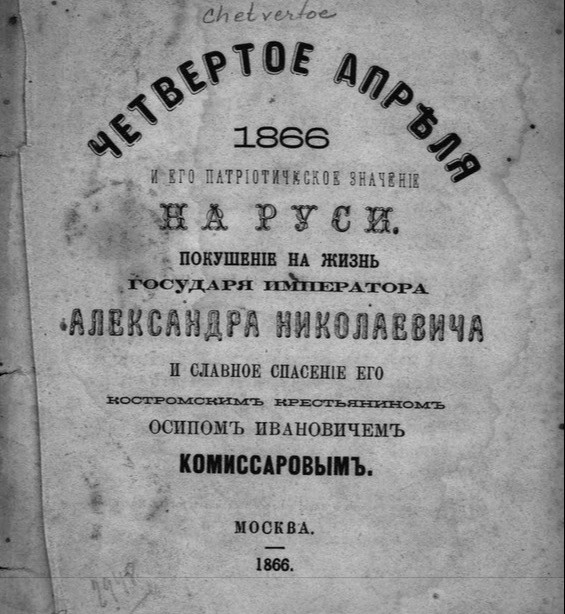 Chetvertoe
ЧЕТВЕРТОЕ АПРѢЛЯ
1866
И ЕГО ПАТРІОТИЧЕСКОЕ ЗНАЧЕНІЕ
НА РУСИ.
ПОКУШЕНІЕ НА ЖИЗНЬ
ГОСУДАРЯ ИМПЕРАТОРА
АЛЕКСАНДРА НИКОЛАЕВИЧА
И СЛАВНОЕ СПАСЕНІЕ ЕГО
КОСТРОМСКИМЪ КРЕСТЬЯНИНОМЪ
ОСИПОМЪ ИВАНОВИЧЕМЪ
КОМИССАРОВЫМЪ.
МОСКВА.
1866.